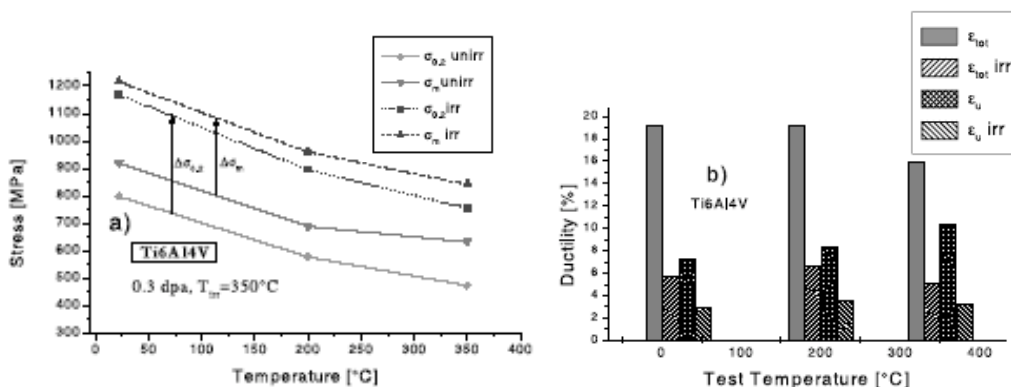 σ0,2 unirr
σm unirr
σ0,2 irr
σm irr
1200
1100
1000
900
800
700
600
500
400
300
Stress [MPa]
Δσ0,2
Δσm
a)
Ti6Al4V
0.3 dpa, Tirr=350°C
0 50 100 150 200 250 300 350 400
Temperature [°C]
εtot
εtot irr
εu
εu irr
20
18
16
14
12
10
8
6
4
2
0
Ductility [%]
b)
Ti6Al4V
0 100 200 300 400
Test Temperature [°C]